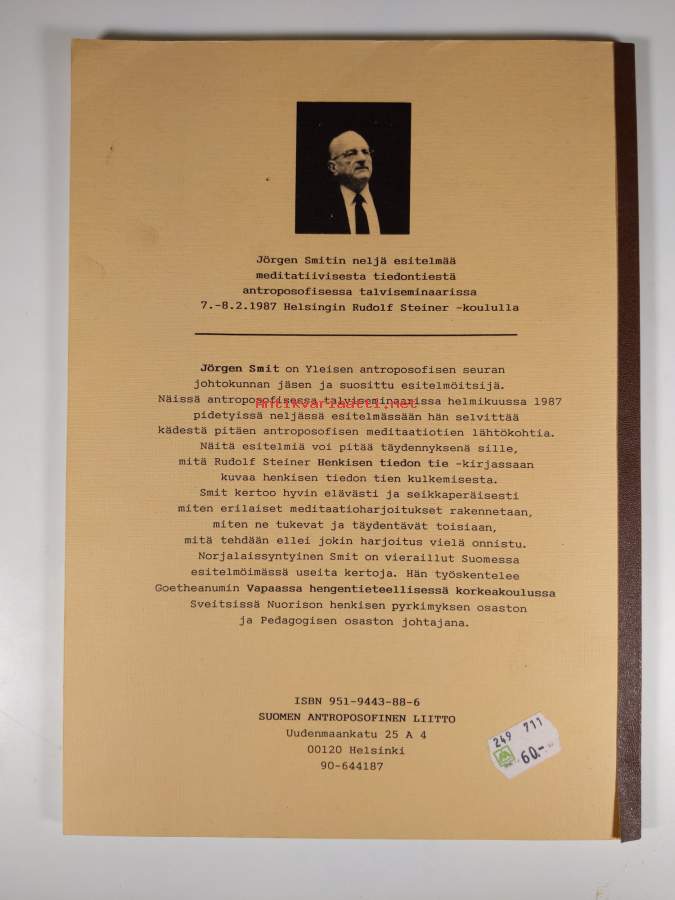 Jörgen Smitin neljä esitelmää
meditatiivisesta tiedontiestä
antroposofisessa talviseminaarissa
7.-8.2.1987 Helsingin Rudolf Steiner -koululla
Jörgen Smit on Yleisen antroposofisen seuran
johtokunnan jäsen ja suosittu esitelmöitsijä.
Näissä antroposofisessa talviseminaarissa helmikuussa 1987
Antikvariaatti.net
pidetyissä neljässä esitelmässään hän selvittää
kädestä pitäen antroposofisen meditaatiotien lähtökohtia.
Näitä esitelmiä voi pitää täydennyksenä sille,
mitä Rudolf Steiner Henkisen tiedon tie -kirjassaan
kuvaa henkisen tiedon tien kulkemisesta.
Smit kertoo hyvin elävästi ja seikkaperäisesti
miten erilaiset meditaatioharjoitukset rakennetaan,
miten ne tukevat ja täydentävät toisiaan,
mitä tehdään ellei jokin harjoitus vielä onnistu.
Norjalaissyntyinen Smit on vieraillut Suomessa
esitelmöimässä useita kertoja. Hän työskentelee
Goetheanumin Vapaassa hengentieteellisessä korkeakoulussa
Sveitsissä Nuorison henkisen pyrkimyksen osaston
ja Pedagogisen osaston johtajana.
ISBN 951-9443-88-6
SUOMEN ANTROPOSOFINEN LIITTO
Uudenmaankatu 25 A 4
00120 Helsinki
90-644187
249 711
60.-